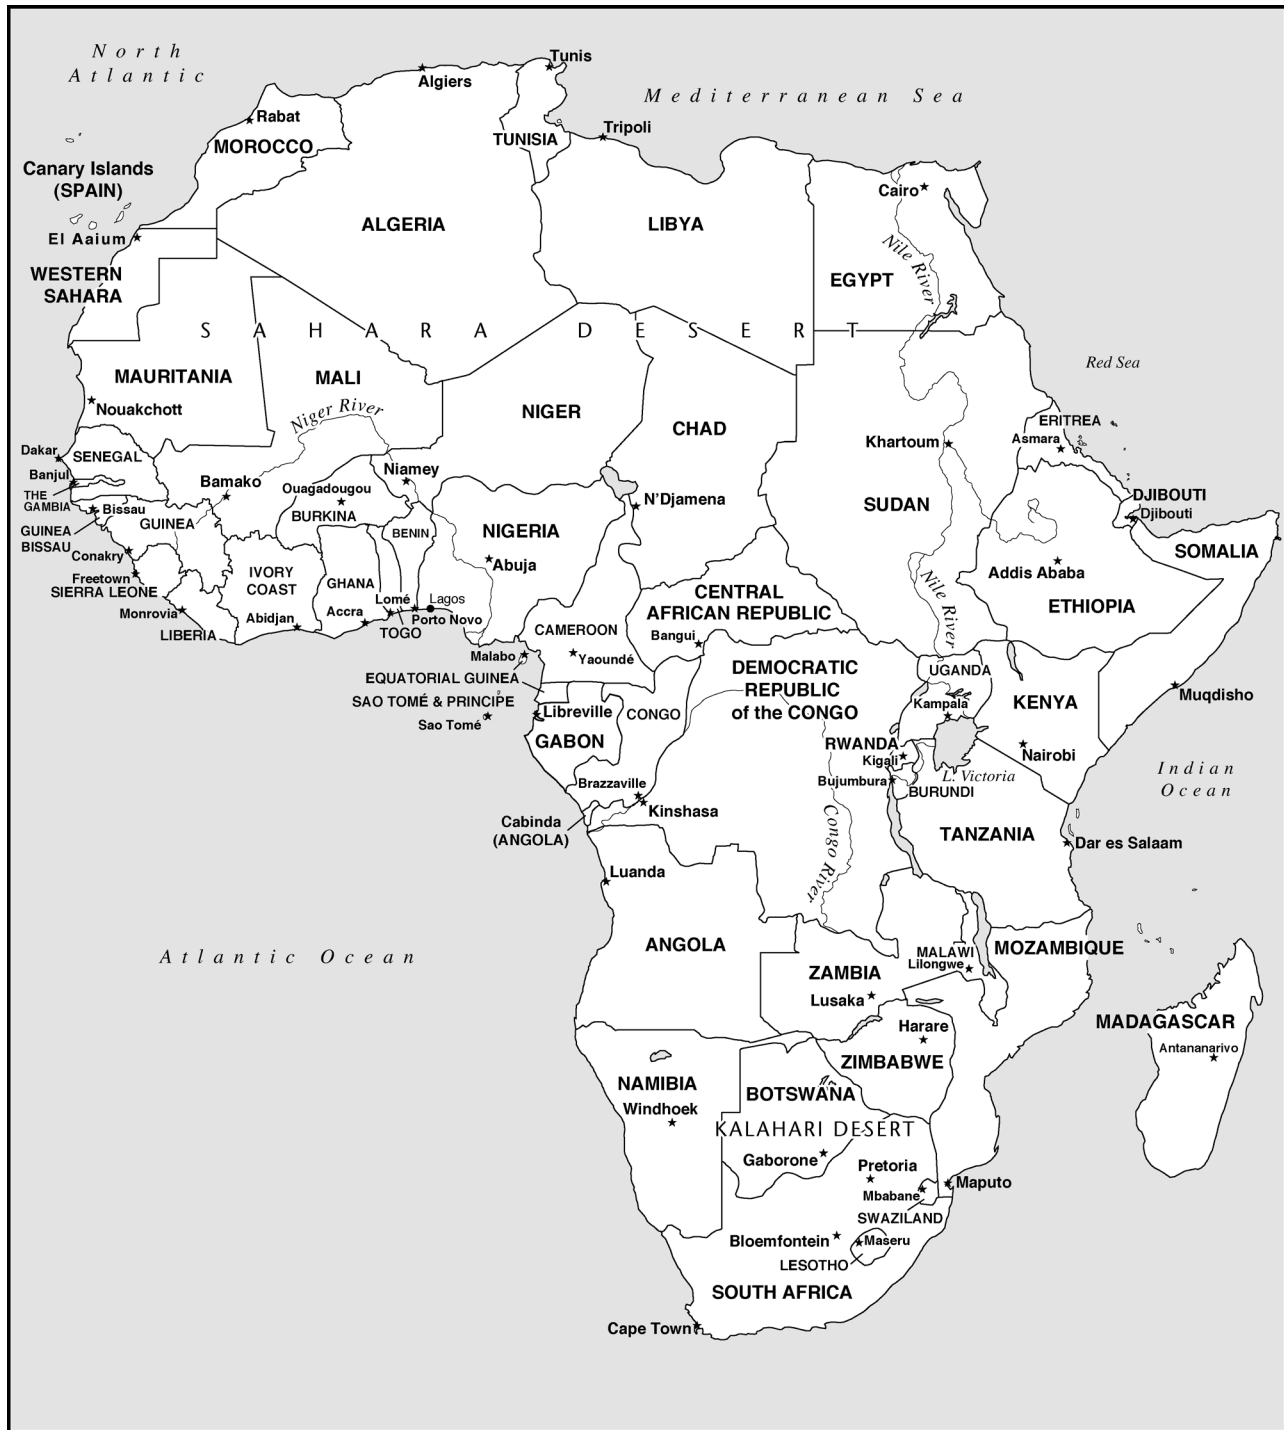 North
Atlantic
Tunis
Algiers
Mediterranean Sea
Rabat
Tripoli
MOROCCO
TUNISIA
Canary Islands
(SPAIN)
Cairo
ALGERIA
LIBYA
El Aaium
Nile River
WESTERN
SAHARA
EGYPT
SAHARA DESERT
Red Sea
MAURITANIA
MALI
Nouakchott
Niger River
NIGER
CHAD
ERITREA
Asmara
Khartoum
Dakar
SENEGAL
Banjul
Niamey
Bamako
Ouagadougou
THE
GAMBIA
Bissau
N'Djamena
DJIBOUTI
Djibouti
SUDAN
BURKINA
GUINEA
GUINEA
BISSAU
BENIN
NIGERIA
Conakry
SOMALIA
Abuja
Freetown
SIERRA LEONE
IVORY
COAST
GHANA
Addis Ababa
Nile River
CENTRAL
AFRICAN REPUBLIC
ETHIOPIA
Monrovia
LIBERIA
Abidjan
Accra
Lomé
Lagos
Porto Novo
TOGO
CAMEROON
Bangui
Malabo
Yaoundé
EQUATORIAL GUINEA
DEMOCRATIC
REPUBLIC
of the CONGO
UGANDA
SAO TOMÉ & PRINCIPE
Sao Tomé
Libreville
CONGO
Kampala
KENYA
Muqdisho
GABON
RWANDA
Kigali
Nairobi
L. Victoria
Indian
Ocean
Brazzaville
Bujumbura
BURUNDI
Kinshasa
Cabinda
(ANGOLA)
Congo River
TANZANIA
Dar es Salaam
Luanda
Atlantic Ocean
ANGOLA
MALAWI
Lilongwe
MOZAMBIQUE
ZAMBIA
Lusaka
Harare
MADAGASCAR
Antananarivo
ZIMBABWE
NAMIBIA
Windhoek
BOTSWANA
KALAHARI DESERT
Gaborone
Pretoria
Maputo
Mbabane
SWAZILAND
Bloemfontein
Maseru
LESOTHO
SOUTH AFRICA
Cape Town